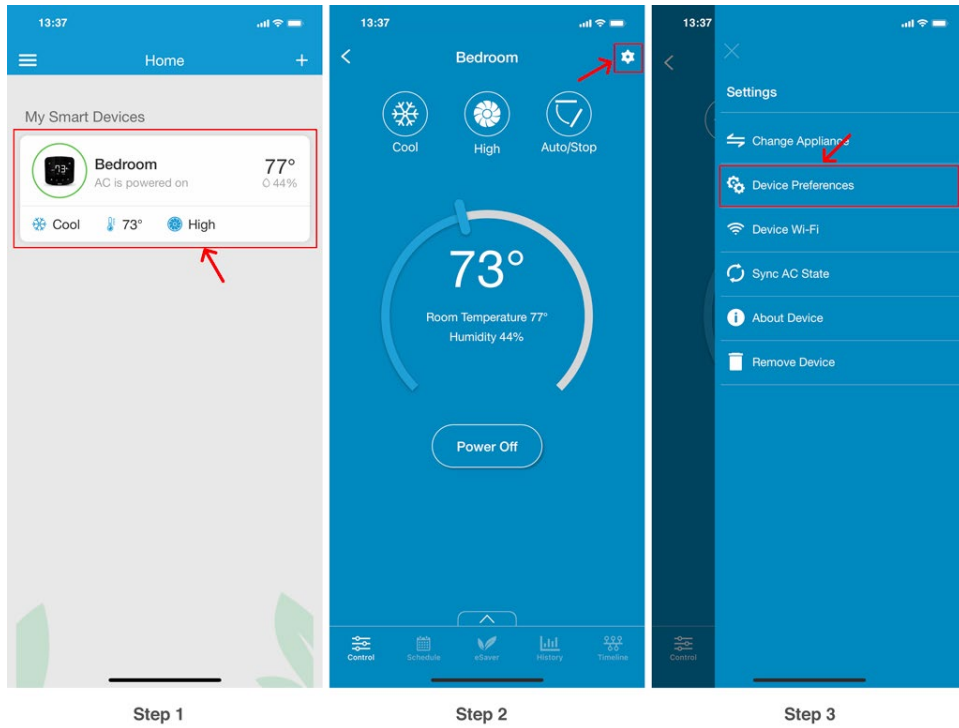 13:37
Home
+
My Smart Devices
-73-
Bedroom
77°
AC is powered on
44%
Cool
73°
High
Step 1
13:37
Bedroom
Cool
High
Auto/Stop
73°
Room Temperature 77°
Humidity 44%
Power Off
Control
Schedule
eSaver
History
Timeline
Step 2
13:37
Settings
Change Appliance
Device Preferences
Device Wi-Fi
Sync AC State
About Device
Remove Device
Control
Step 3